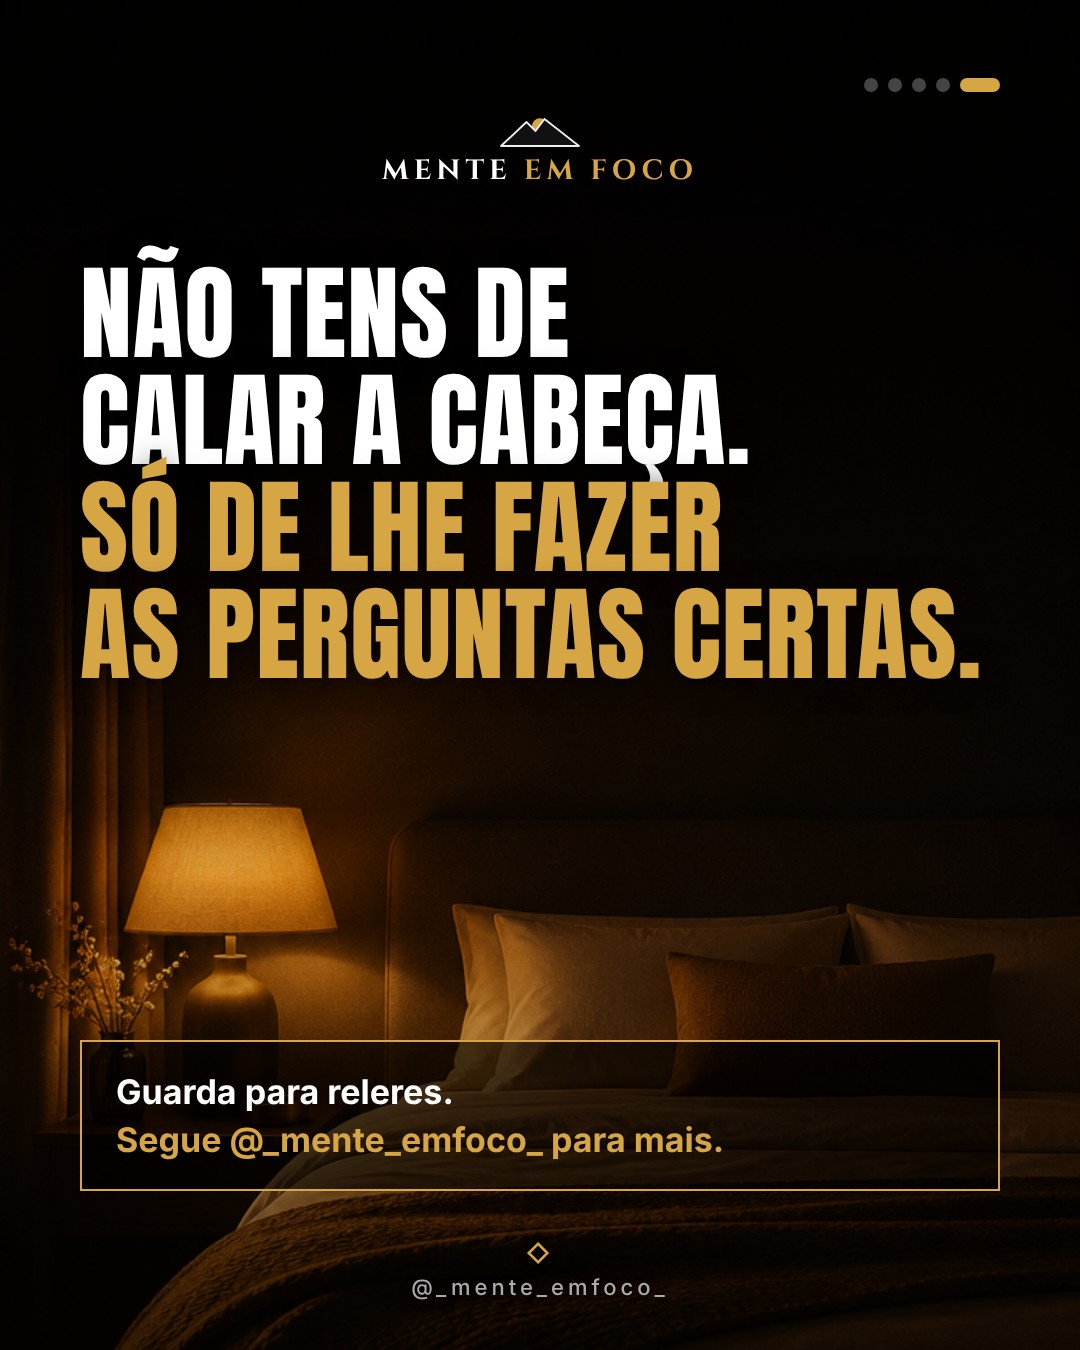 MENTE EM FOCO
NÃO TENS DE
CALAR A CABEÇA.
SÓ DE LHE FAZER
AS PERGUNTAS CERTAS.
Guarda para releres.
Segue @_mente_emfoco_ para mais.
@_mente_emfoco_